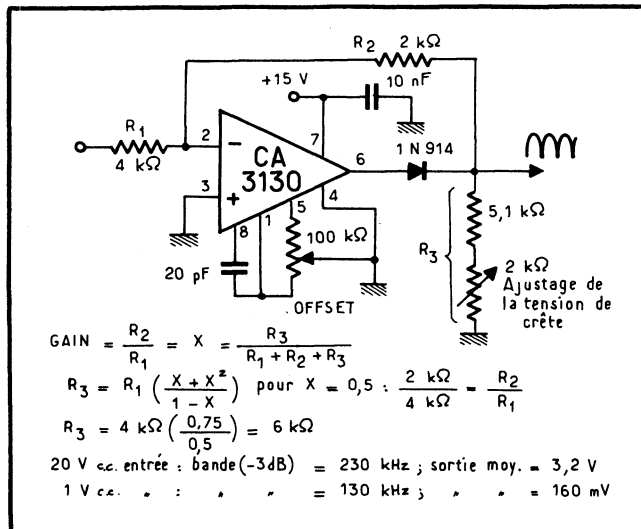 R2 2 kΩ
+15 V 10 nF
R1
4 kΩ
2
7
1 N 914
CA
3130
6
3
4
8
1
5
5,1 kΩ
R3
100 kΩ
20 pF
2 kΩ
Ajustage de
la tension de
crête
OFFSET
GAIN = R2/R1 = X = R3/(R1 + R2 + R3)
R3 = R1 ((X + X²)/(1 - X)) pour X = 0,5 : 2 kΩ/4 kΩ = R2/R1
R3 = 4 kΩ (0,75/0,5) = 6 kΩ
20 V c.c. entrée : bande (-3dB) = 230 kHz ; sortie moy. = 3,2 V
1 V c.c. " : " " = 130 kHz ; " " = 160 mV